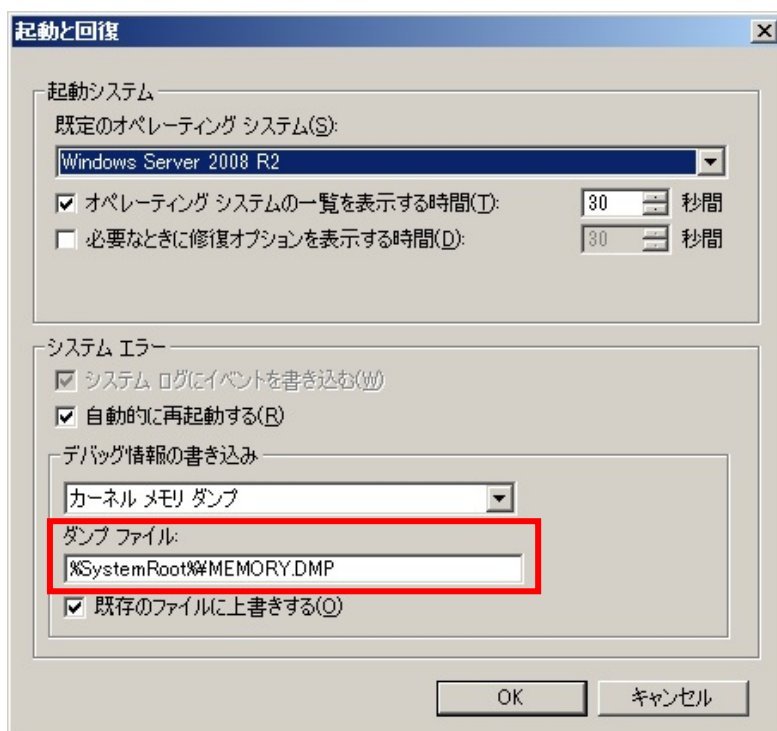 起動と回復
起動システム
既定のオペレーティング システム(S):
Windows Server 2008 R2
オペレーティング システムの一覧を表示する時間(T): 30 秒間
必要なときに修復オプションを表示する時間(D): 30 秒間
システム エラー
システム ログにイベントを書き込む(W)
自動的に再起動する(R)
デバッグ情報の書き込み
カーネル メモリ ダンプ
ダンプ ファイル:
%SystemRoot%¥MEMORY.DMP
既存のファイルに上書きする(O)
OK キャンセル